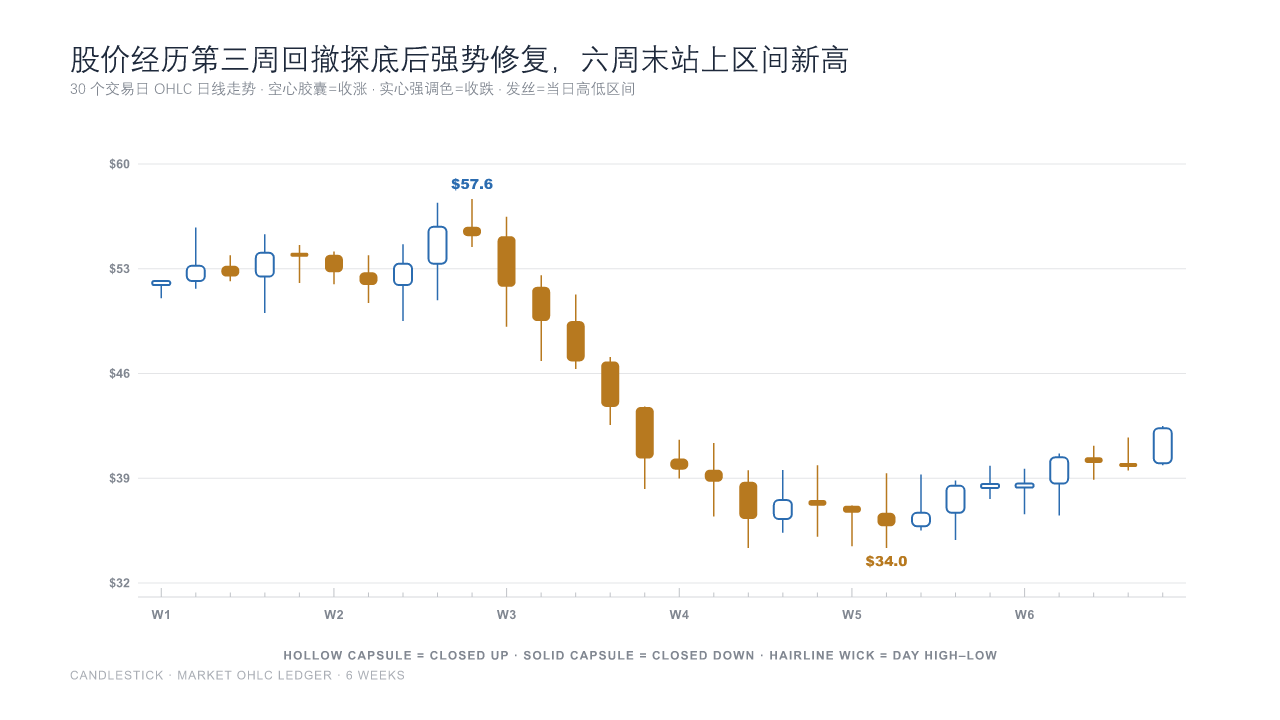 股价经历第三周回撤探底后强势修复，六周末站上区间新高
30 个交易日 OHLC 日线走势 · 空心胶囊=收涨 · 实心强调色=收跌 · 发丝=当日高低区间
$60
$57.6
$53
$46
$39
$34.0
$32
W1 W2 W3 W4 W5 W6
HOLLOW CAPSULE = CLOSED UP · SOLID CAPSULE = CLOSED DOWN · HAIRLINE WICK = DAY HIGH–LOW
CANDLESTICK · MARKET OHLC LEDGER · 6 WEEKS